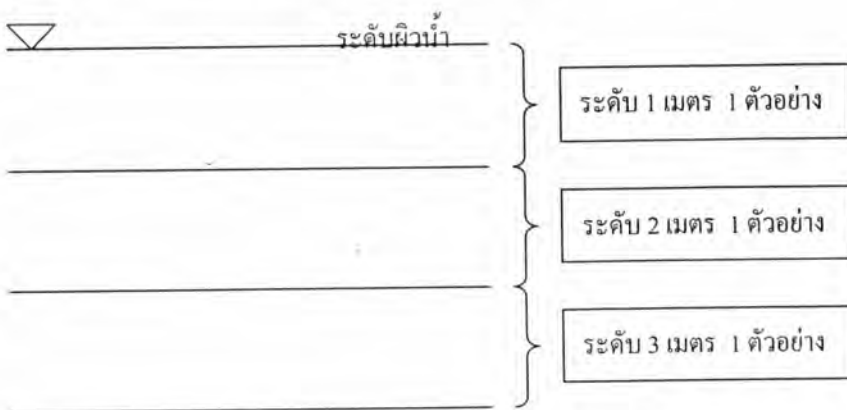 ระดับผิวน้ำ
ระดับ 1 เมตร 1 ตัวอย่าง
ระดับ 2 เมตร 1 ตัวอย่าง
ระดับ 3 เมตร 1 ตัวอย่าง